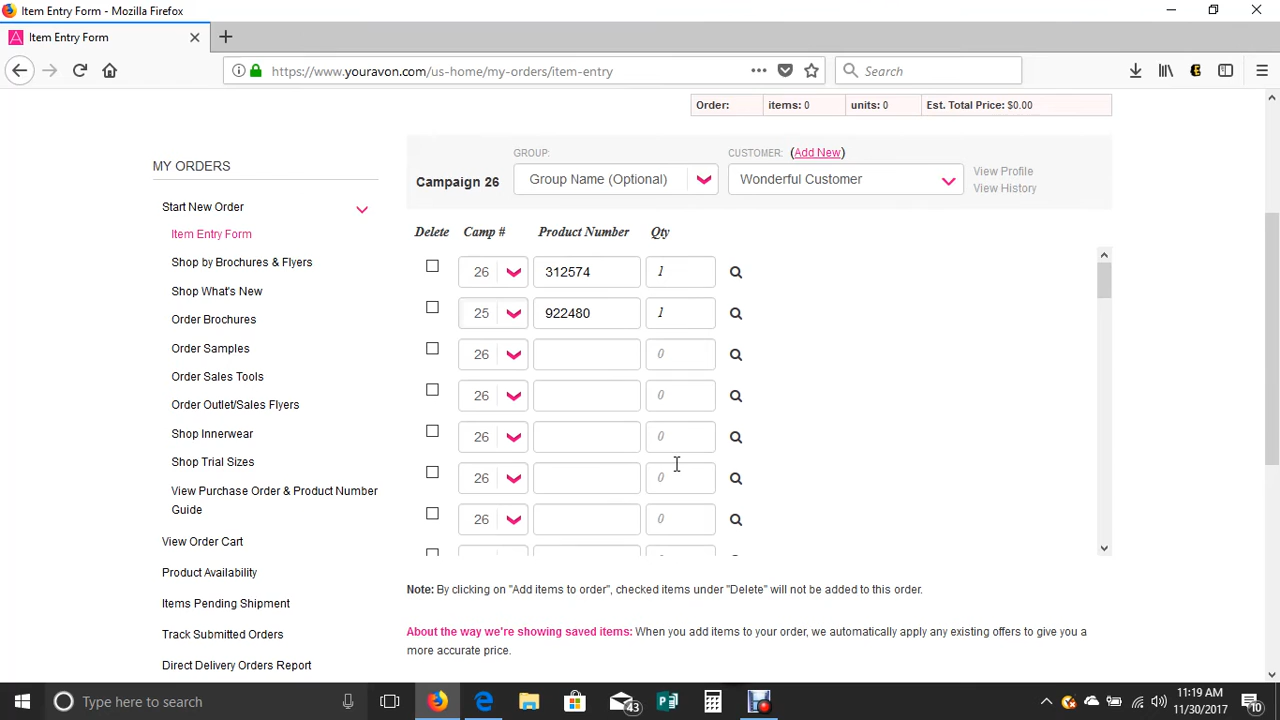 Item Entry Form - Mozilla Firefox
Item Entry Form
https://www.youravon.com/us-home/my-orders/item-entry
Search
Order: items: 0 units: 0 Est. Total Price: $0.00
MY ORDERS
Start New Order
Item Entry Form
Shop by Brochures & Flyers
Shop What's New
Order Brochures
Order Samples
Order Sales Tools
Order Outlet/Sales Flyers
Shop Innerwear
Shop Trial Sizes
View Purchase Order & Product Number
Guide
View Order Cart
Product Availability
Items Pending Shipment
Track Submitted Orders
Direct Delivery Orders Report
GROUP: CUSTOMER: (Add New)
Campaign 26 Group Name (Optional) Wonderful Customer
View Profile
View History
Delete Camp # Product Number Qty
26 312574 1
25 922480 1
26 0
26 0
26 0
26 0
26 0
Note: By clicking on "Add items to order", checked items under "Delete" will not be added to this order.
About the way we're showing saved items: When you add items to your order, we automatically apply any existing offers to give you a
more accurate price.
Type here to search
43
11:19 AM
11/30/2017
10